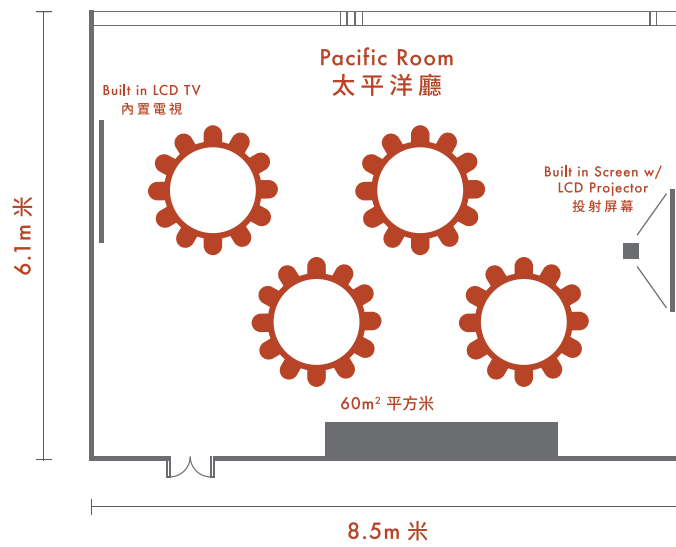 Pacific Room
太平洋廳
Built in LCD TV
內置電視
Built in Screen w/
LCD Projector
投射屏幕
6.1m 米
60m² 平方米
8.5m 米